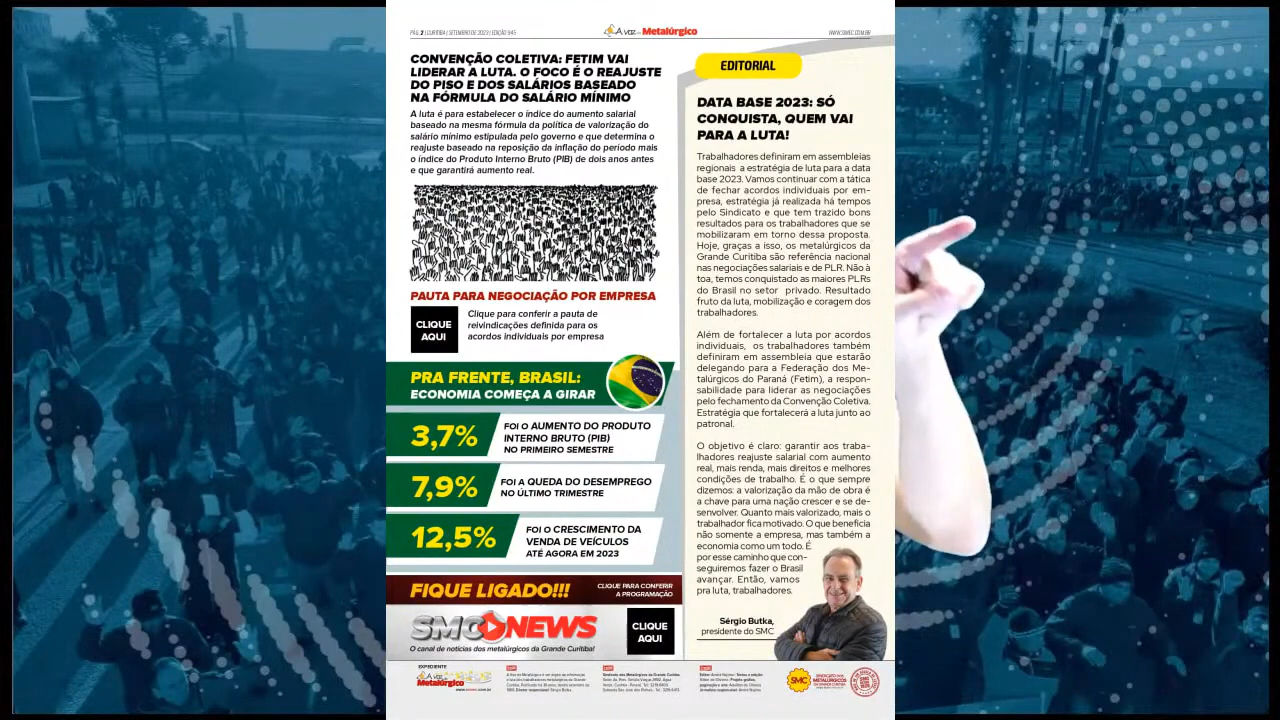 PÁG. 2 | CURITIBA | SETEMBRO DE 2023 | EDIÇÃO 945
A VOZ DO Metalúrgico
WWW.SIMEC.COM.BR
CONVENÇÃO COLETIVA: FETIM VAI
LIDERAR A LUTA. O FOCO É O REAJUSTE
DO PISO E DOS SALÁRIOS BASEADO
NA FÓRMULA DO SALÁRIO MÍNIMO
A luta é para estabelecer o índice do aumento salarial
baseado na mesma fórmula da política de valorização do
salário mínimo estipulada pelo governo e que determina o
reajuste baseado na reposição da inflação do período mais
o índice do Produto Interno Bruto (PIB) de dois anos antes
e que garantirá aumento real.
PAUTA PARA NEGOCIAÇÃO POR EMPRESA
CLIQUE
AQUI
Clique para conferir a pauta de
reivindicações definida para os
acordos individuais por empresa
PRA FRENTE, BRASIL:
ECONOMIA COMEÇA A GIRAR
3,7%
FOI O AUMENTO DO PRODUTO
INTERNO BRUTO (PIB)
NO PRIMEIRO SEMESTRE
7,9%
FOI A QUEDA DO DESEMPREGO
NO ÚLTIMO TRIMESTRE
12,5%
FOI O CRESCIMENTO DA
VENDA DE VEÍCULOS
ATÉ AGORA EM 2023
FIQUE LIGADO!!!
CLIQUE PARA CONFERIR
A PROGRAMAÇÃO
SMC NEWS
O canal de notícias dos metalúrgicos da Grande Curitiba!
CLIQUE
AQUI
EDITORIAL
DATA BASE 2023: SÓ
CONQUISTA, QUEM VAI
PARA A LUTA!
Trabalhadores definiram em assembleias
regionais a estratégia de luta para a data
base 2023. Vamos continuar com a tática
de fechar acordos individuais por em-
presa, estratégia já realizada há tempos
pelo Sindicato e que tem trazido bons
resultados para os trabalhadores que se
mobilizaram em torno dessa proposta.
Hoje, graças a isso, os metalúrgicos da
Grande Curitiba são referência nacional
nas negociações salariais e de PLR. Não à
toa, temos conquistado as maiores PLRs
do Brasil no setor privado. Resultado
fruto da luta, mobilização e coragem dos
trabalhadores.
Além de fortalecer a luta por acordos
individuais, os trabalhadores também
definiram em assembleia que estarão
delegando para a Federação dos Me-
talúrgicos do Paraná (Fetim), a respon-
sabilidade para liderar as negociações
pelo fechamento da Convenção Coletiva.
Estratégia que fortalecerá a luta junto ao
patronal.
O objetivo é claro: garantir aos traba-
lhadores reajuste salarial com aumento
real, mais renda, mais direitos e melhores
condições de trabalho. É o que sempre
dizemos: a valorização da mão de obra é
a chave para uma nação crescer e se de-
senvolver. Quanto mais valorizado, mais o
trabalhador fica motivado. O que beneficia
não somente a empresa, mas também a
economia como um todo. É
por esse caminho que con-
seguiremos fazer o Brasil
avançar. Então, vamos
pra luta, trabalhadores.
Sérgio Butka,
presidente do SMC
EXPEDIENTE
A VOZ DO
Metalúrgico
SMC